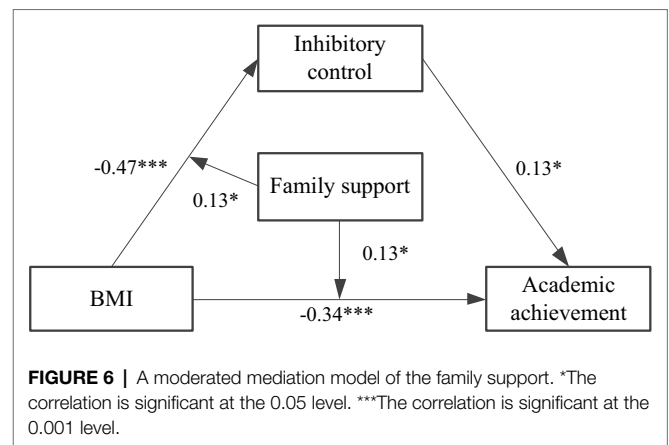 Inhibitory
control
-0.47***
0.13*
Family support
0.13*
0.13*
BMI
-0.34***
Academic
achievement
FIGURE 6 | A moderated mediation model of the family support. *The
correlation is significant at the 0.05 level. ***The correlation is significant at the
0.001 level.